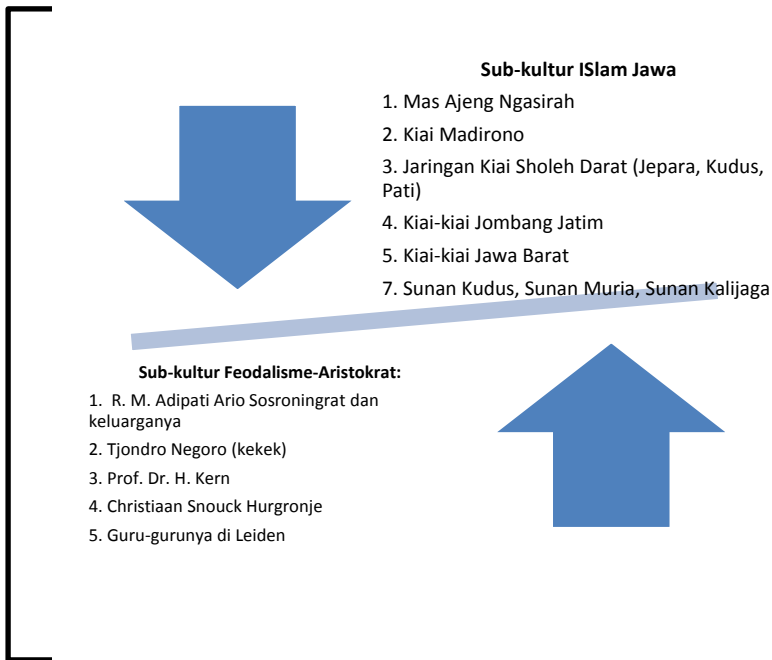 Sub-kultur ISlam Jawa
1. Mas Ajeng Ngasirah
2. Kiai Madirono
3. Jaringan Kiai Sholeh Darat (Jepara, Kudus,
Pati)
4. Kiai-kiai Jombang Jatim
5. Kiai-kiai Jawa Barat
7. Sunan Kudus, Sunan Muria, Sunan Kalijaga
Sub-kultur Feodalisme-Aristokrat:
1. R. M. Adipati Ario Sosroningrat dan
keluarganya
2. Tjondro Negoro (kekek)
3. Prof. Dr. H. Kern
4. Christiaan Snouck Hurgronje
5. Guru-gurunya di Leiden